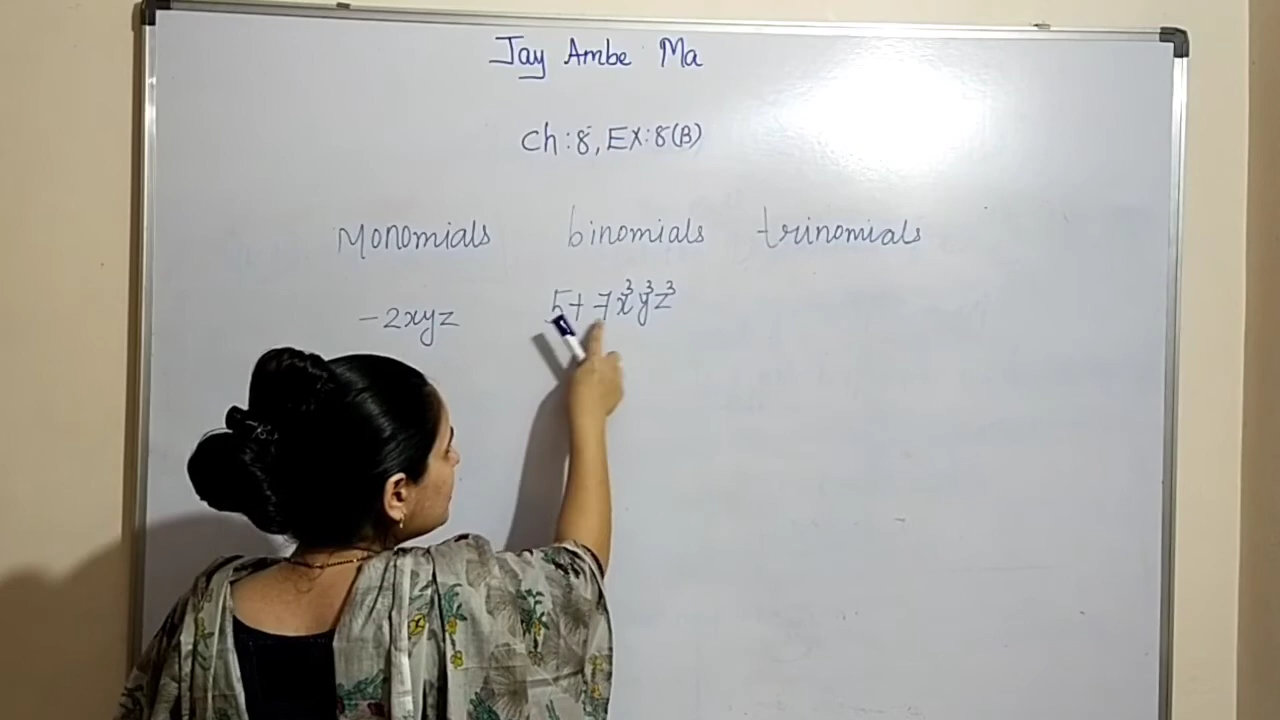 Jay Ambe Ma
Ch:8, EX:8(B)
Monomials binomials trinomials
-2xyz 5+7x³y³z³